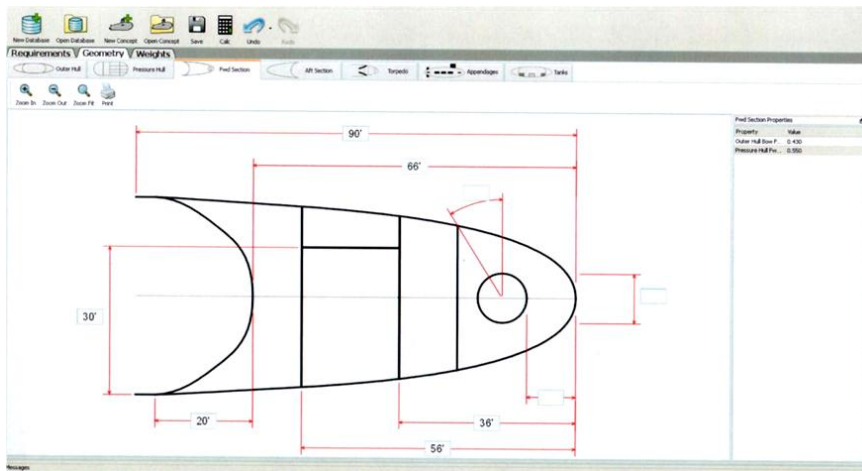 New Database Open Database New Concept Open Concept Save Calc Undo Redo
Requirements Geometry Weights
Outer Hull Pressure Hull Fwd Section Aft Section Torpedo Appendages Tanks
Zoom In Zoom Out Zoom Fit Print
Fwd Section Properties
Property Value
Outer Hull Bow F... 0.430
Pressure Hull Fw... 0.550
90'
66'
30'
20'
36'
56'
Messages